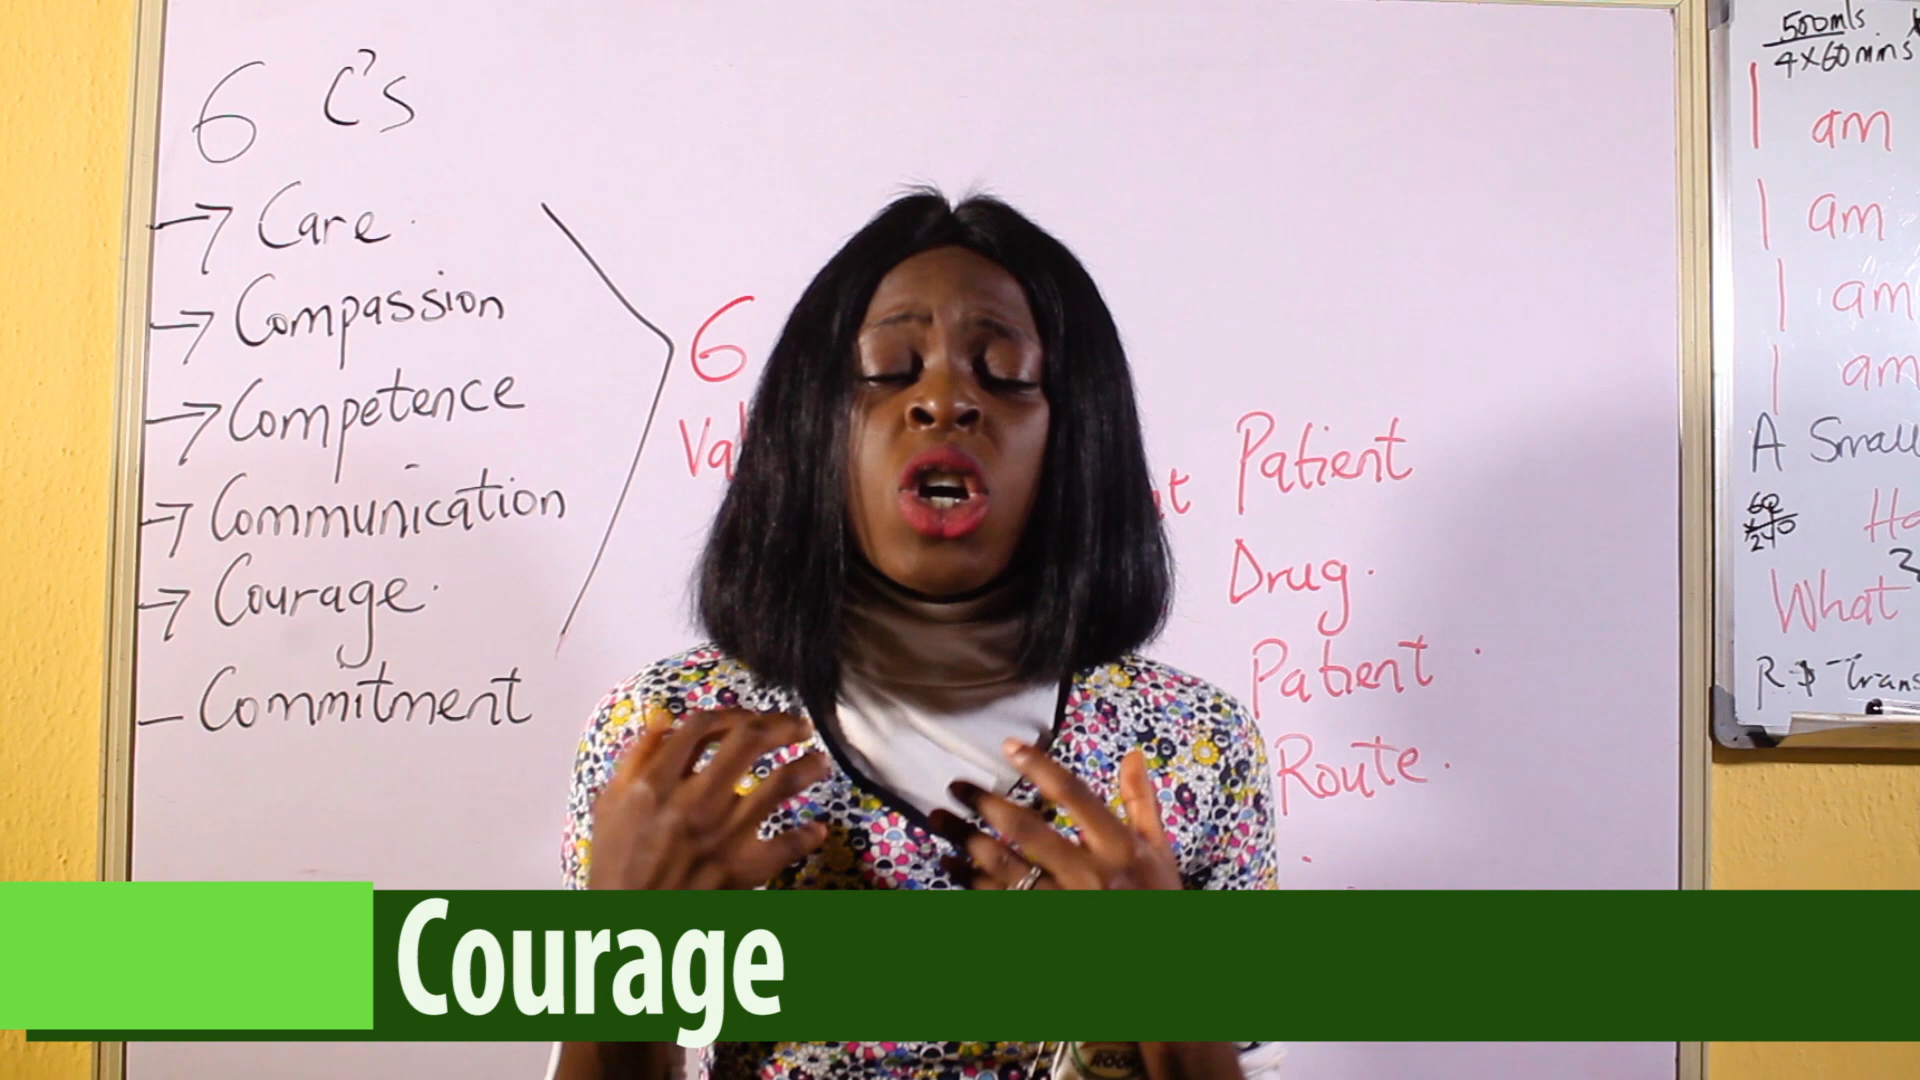 6 C's
Care.
Compassion
Competence
Communication
Courage.
Commitment
6
Patient
Drug.
Patient.
Route.
500mls
4x60mins
I am
I am
I am
I am
A Small
What
Courage